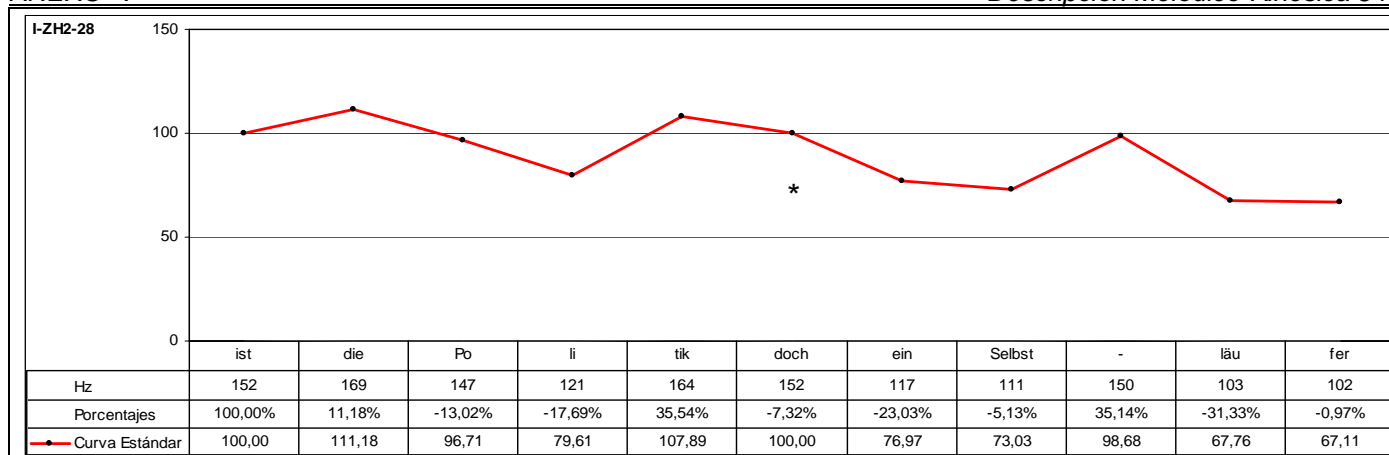 I-ZH2-28
150
100
*
50
0
ist die Po li tik doch ein Selbst - läu fer
Hz 152 169 147 121 164 152 117 111 150 103 102
Porcentajes 100,00% 11,18% -13,02% -17,69% 35,54% -7,32% -23,03% -5,13% 35,14% -31,33% -0,97%
Curva Estándar 100,00 111,18 96,71 79,61 107,89 100,00 76,97 73,03 98,68 67,76 67,11